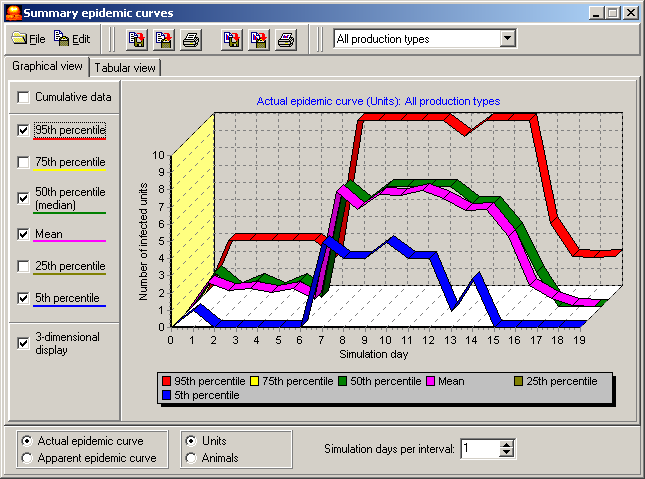 Summary epidemic curves
File Edit All production types
Graphical view Tabular view
Cumulative data
95th percentile
75th percentile
50th percentile
(median)
Mean
25th percentile
5th percentile
3-dimensional
display
Actual epidemic curve (Units): All production types
Number of infected units
10
9
8
7
6
5
4
3
2
1
0
0 1 2 3 4 5 6 7 8 9 10 11 12 13 14 15 16 17 18 19
Simulation day
95th percentile 75th percentile 50th percentile Mean 25th percentile
5th percentile
Actual epidemic curve Units Simulation days per interval: 1
Apparent epidemic curve Animals